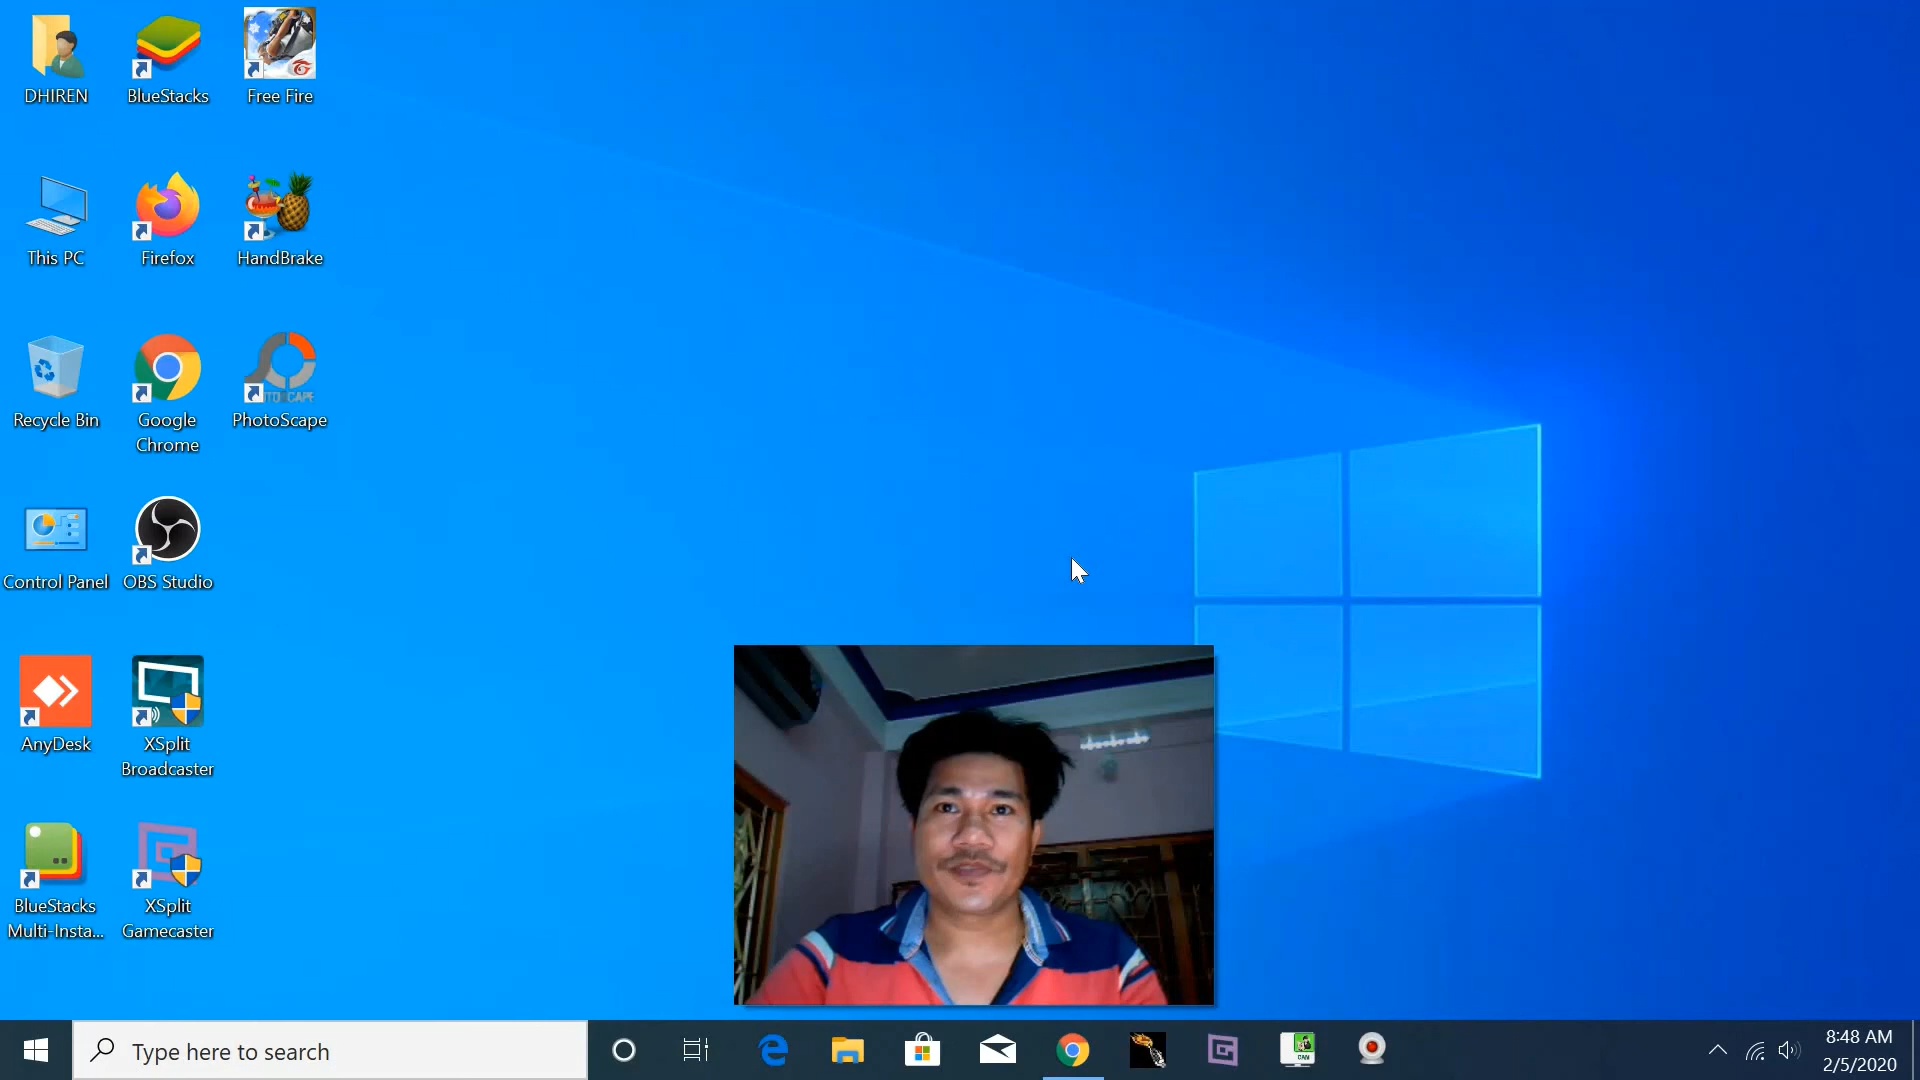 DHIREN
BlueStacks
Free Fire
This PC
Firefox
HandBrake
Recycle Bin
Google
Chrome
PhotoScape
Control Panel
OBS Studio
AnyDesk
XSplit
Broadcaster
BlueStacks
Multi-Insta...
XSplit
Gamecaster
Type here to search
CAN
8:48 AM
2/5/2020